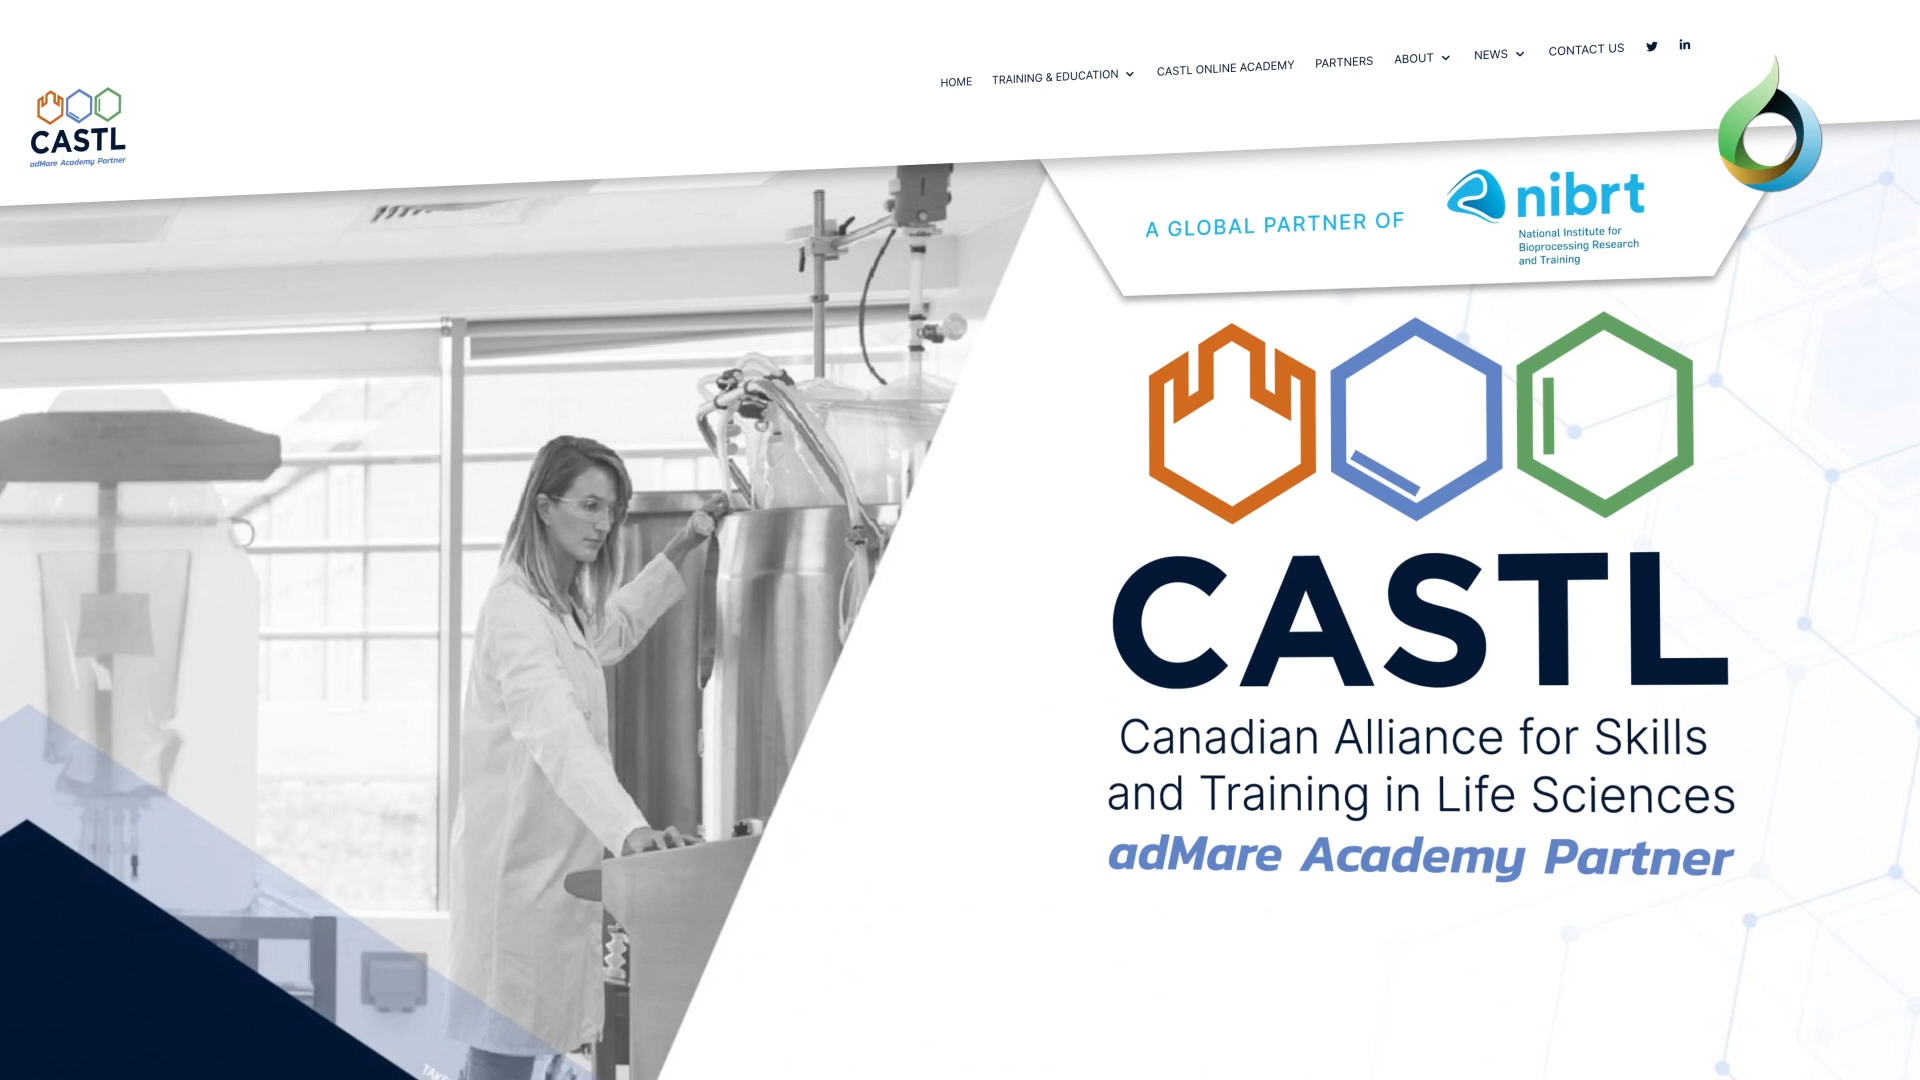 HOME TRAINING & EDUCATION CASTL ONLINE ACADEMY PARTNERS ABOUT NEWS CONTACT US in
CASTL
adMare Academy Partner
A GLOBAL PARTNER OF
nibrt
National Institute for
Bioprocessing Research
and Training
CASTL
Canadian Alliance for Skills
and Training in Life Sciences
adMare Academy Partner